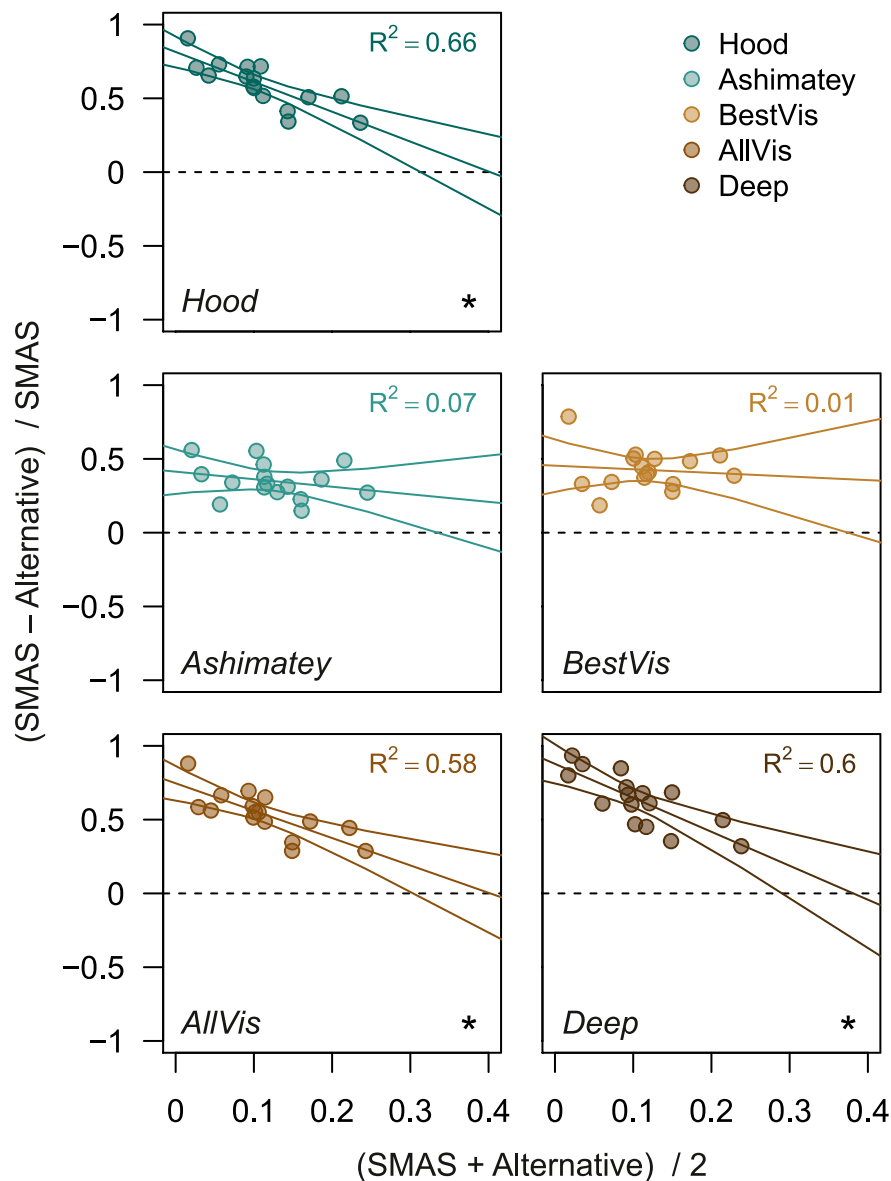 1
0.5
0
−0.5
−1
R² = 0.66
Hood
*
Hood
Ashimatey
BestVis
AllVis
Deep
(SMAS − Alternative) / SMAS
1
0.5
0
−0.5
−1
R² = 0.07
Ashimatey
R² = 0.01
BestVis
1
0.5
0
−0.5
−1
R² = 0.58
AllVis
*
R² = 0.6
Deep
*
0 0.1 0.2 0.3 0.4
0 0.1 0.2 0.3 0.4
(SMAS + Alternative) / 2